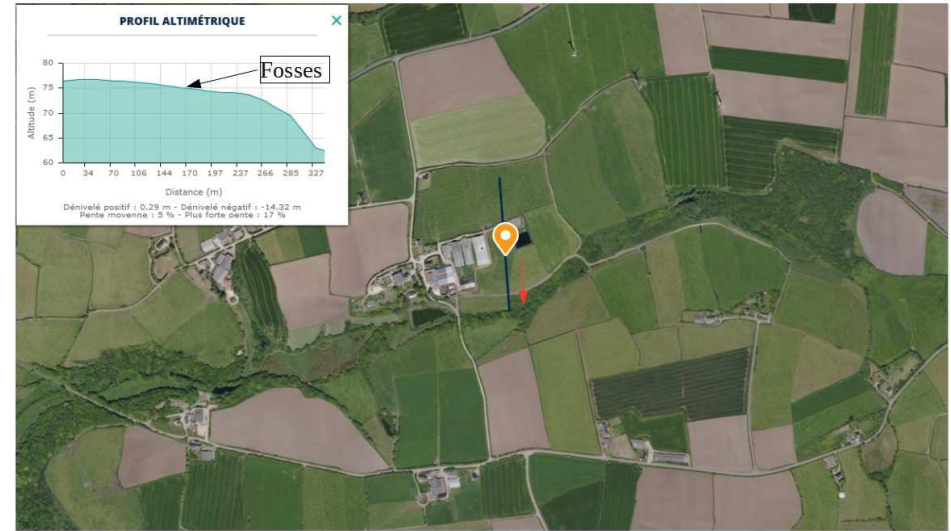 PROFIL ALTIMÉTRIQUE ×
Fosses
80
75
70
65
60
Altitude (m)
0 34 70 106 144 170 197 237 266 285 327
Distance (m)
Dénivelé positif : 0,29 m - Dénivelé négatif : -14,32 m
Pente moyenne : 5 % - Plus forte pente : 17 %